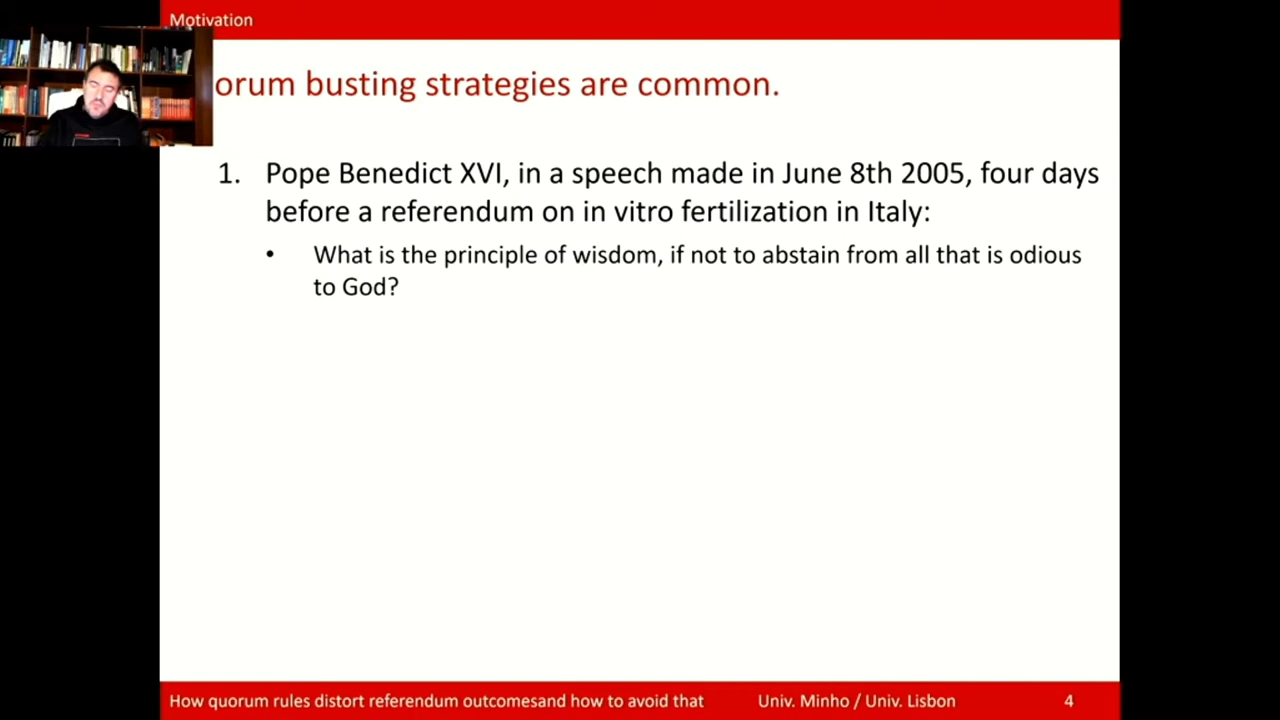 Motivation
orum busting strategies are common.
1. Pope Benedict XVI, in a speech made in June 8th 2005, four days
before a referendum on in vitro fertilization in Italy:
• What is the principle of wisdom, if not to abstain from all that is odious
to God?
How quorum rules distort referendum outcomesand how to avoid that Univ. Minho / Univ. Lisbon 4